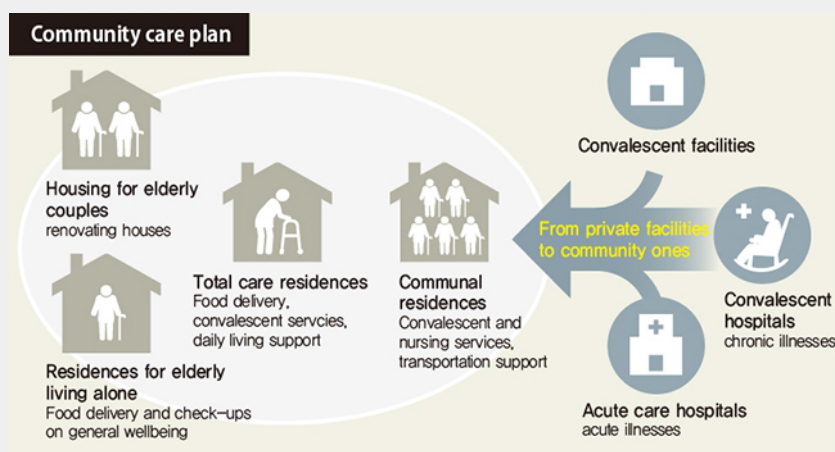 Community care plan
Housing for elderly
couples
renovating houses
Residences for elderly
living alone
Food delivery and check-ups
on general wellbeing
Total care residences
Food delivery,
convalescent servcies,
daily living support
Communal
residences
Convalescent and
nursing services,
transportation support
From private facilities
to community ones
Convalescent facilities
Convalescent
hospitals
chronic illnesses
Acute care hospitals
acute illnesses